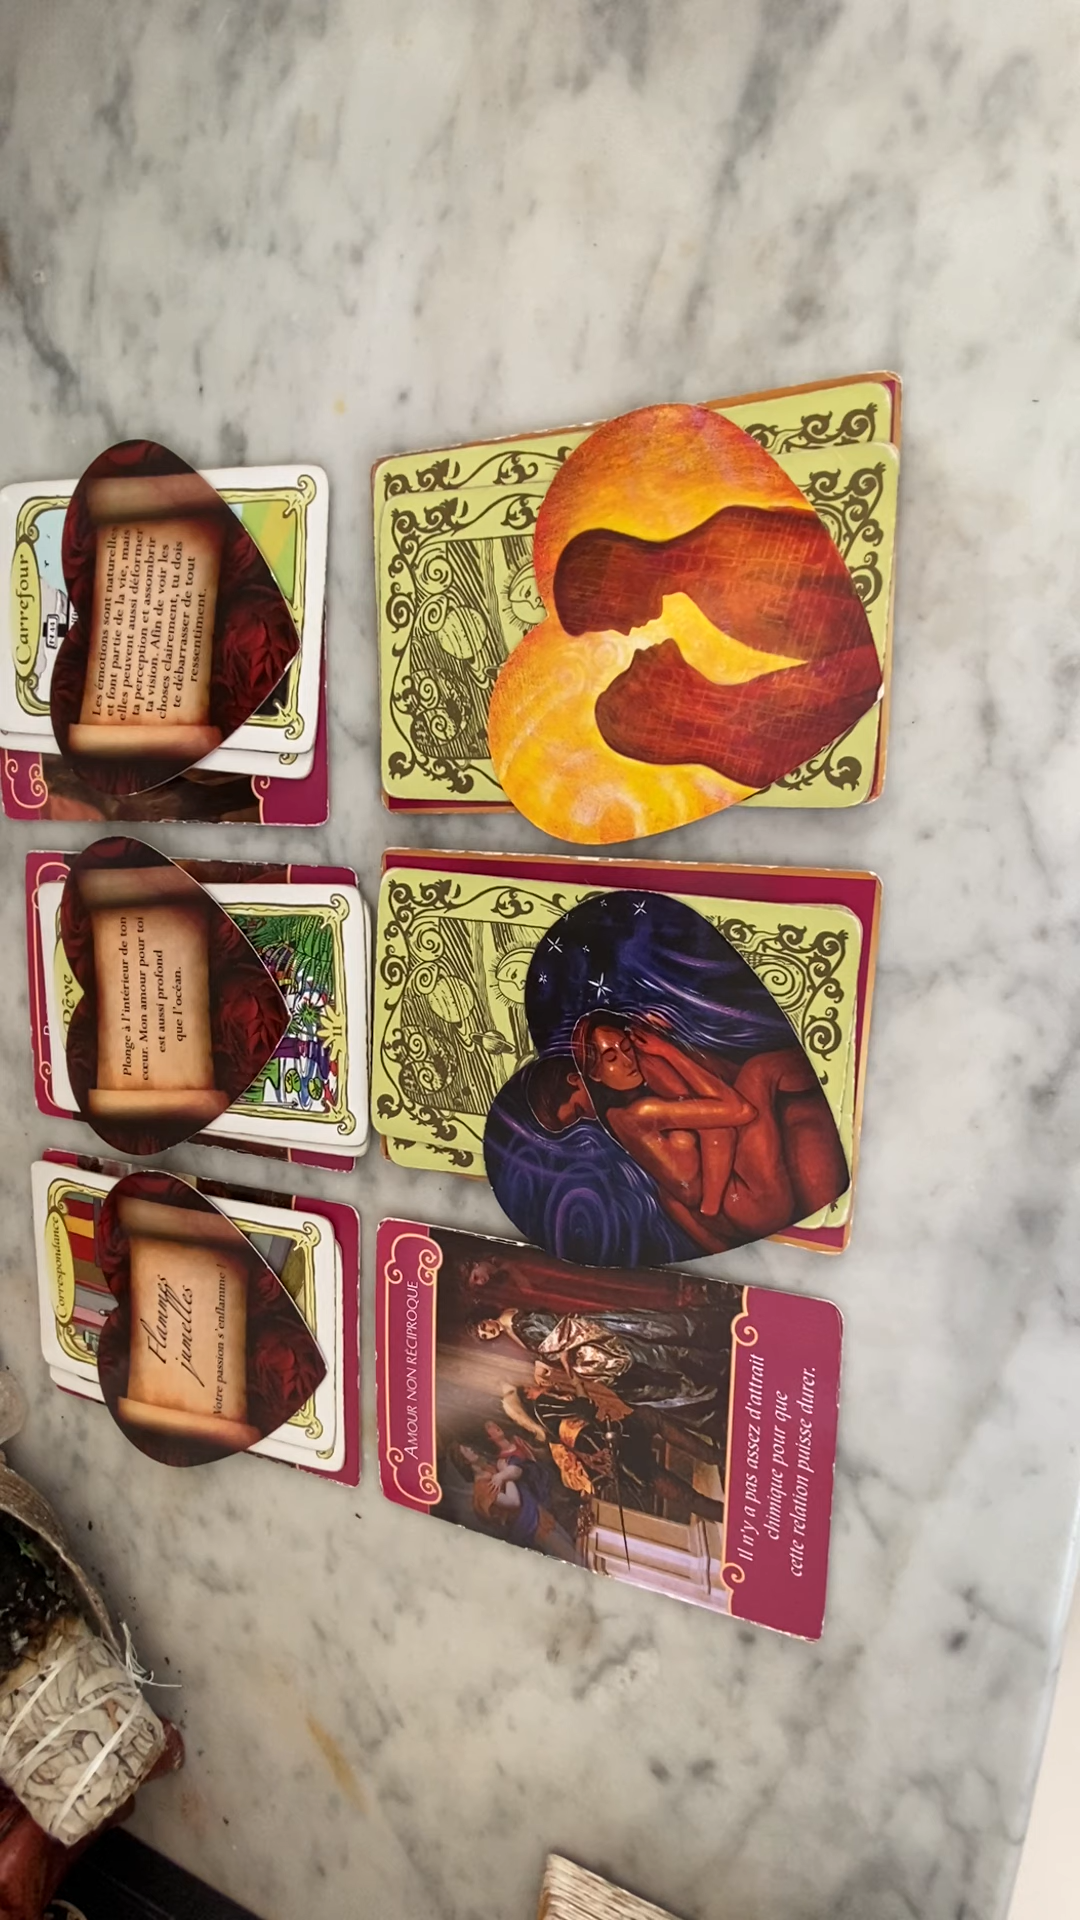 Correspondance
Flammes
jumelles
Votre passion s'enflamme !
Rêve
Plonge à l'intérieur de ton
cœur. Mon amour pour toi
est aussi profond
que l'océan.
Carrefour
Les émotions sont naturelles
et font partie de la vie, mais
elles peuvent aussi déformer
ta perception et assombrir
ta vision. Afin de voir les
choses clairement, tu dois
te débarrasser de tout
ressentiment.
AMOUR NON RÉCIPROQUE
Il n'y a pas assez d'attrait
chimique pour que
cette relation puisse durer.